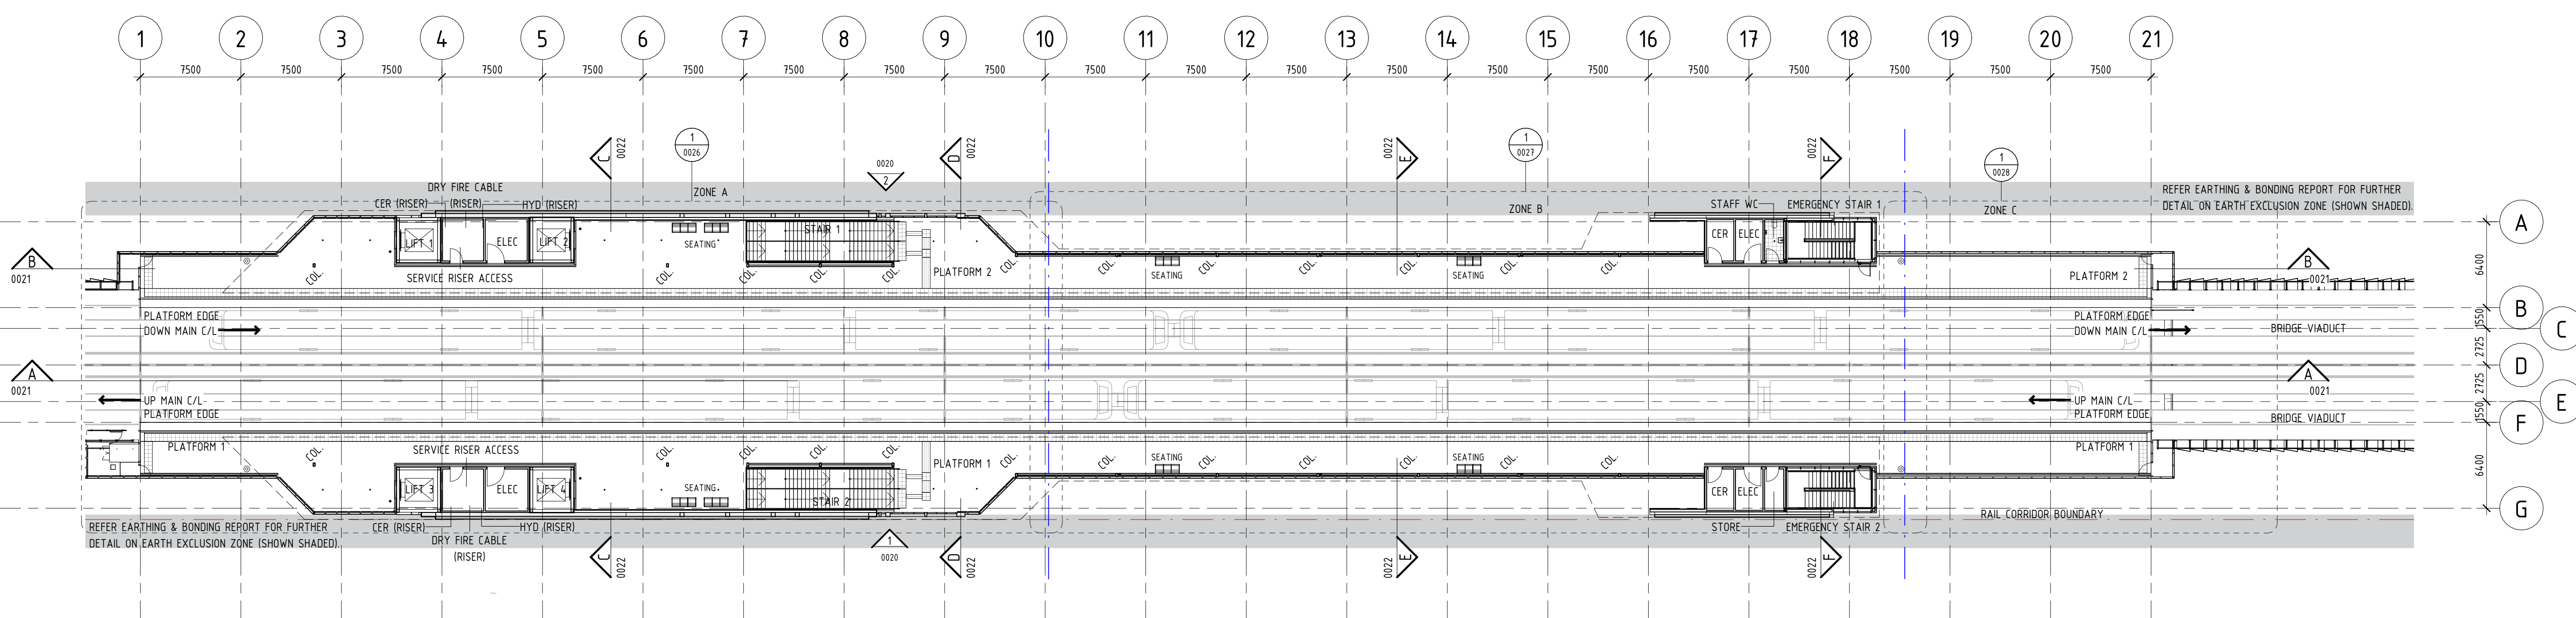 1 2 3 4 5 6 7 8 9 10 11 12 13 14 15 16 17 18 19 20 21
7500 7500 7500 7500 7500 7500 7500 7500 7500 7500 7500 7500 7500 7500 7500 7500 7500 7500 7500 7500
1
0026
1
0027
1
0028
C 0022
D 0022
E 0022
F 0022
0020
2
DRY FIRE CABLE
(RISER)
CER (RISER)
HYD (RISER)
ZONE A
ZONE B
ZONE C
STAFF WC
EMERGENCY STAIR 1
REFER EARTHING & BONDING REPORT FOR FURTHER
DETAIL ON EARTH EXCLUSION ZONE (SHOWN SHADED).
A
LIFT 1
ELEC
LIFT 2
SEATING
STAIR 1
CER
ELEC
B
0021
SERVICE RISER ACCESS
COL. COL. COL. COL. COL. COL. COL. COL. COL. COL. COL.
PLATFORM 2
SEATING
SEATING
PLATFORM 2
B
0021
6400
PLATFORM EDGE
DOWN MAIN C/L
PLATFORM EDGE
DOWN MAIN C/L
BRIDGE VIADUCT
B
1550
C
2725
D
A
0021
A
0021
2725
UP MAIN C/L
PLATFORM EDGE
UP MAIN C/L
PLATFORM EDGE
BRIDGE VIADUCT
E
1550
F
PLATFORM 1
SERVICE RISER ACCESS
COL. COL. COL. COL. COL. COL. COL. COL. COL. COL. COL.
PLATFORM 1
SEATING
SEATING
PLATFORM 1
6400
LIFT 3
ELEC
LIFT 4
SEATING
STAIR 2
CER
ELEC
G
REFER EARTHING & BONDING REPORT FOR FURTHER
DETAIL ON EARTH EXCLUSION ZONE (SHOWN SHADED).
CER (RISER)
HYD (RISER)
DRY FIRE CABLE
(RISER)
STORE
EMERGENCY STAIR 2
RAIL CORRIDOR BOUNDARY
1
0020
C 0022
D 0022
E 0022
F 0022